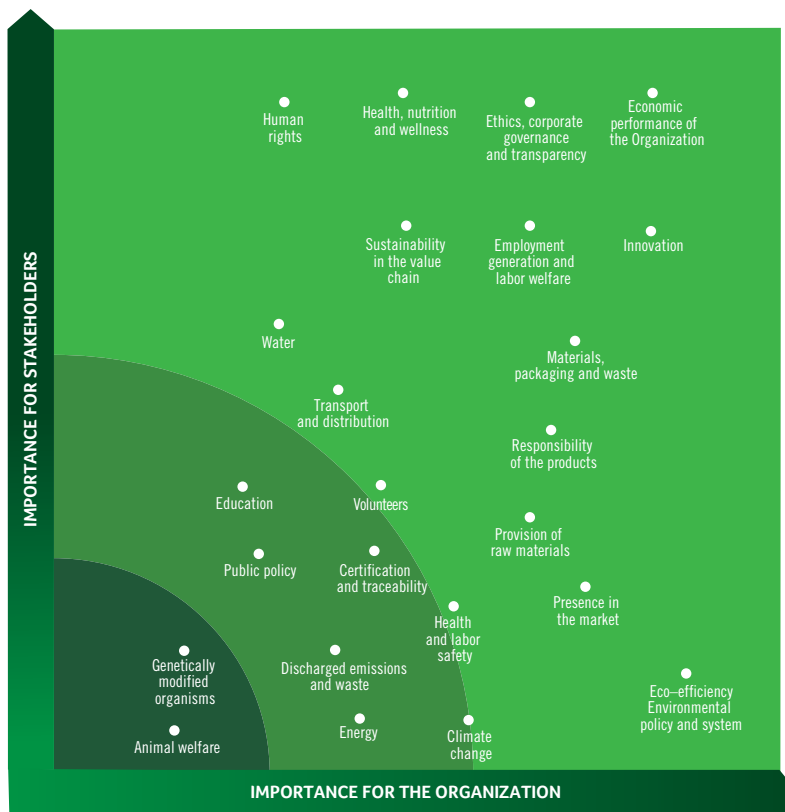 Human
rights
Health, nutrition
and wellness
Ethics, corporate
governance
and transparency
Economic
performance of
the Organization
Sustainability
in the value
chain
Employment
generation and
labor welfare
Innovation
Water
Materials,
packaging and waste
Transport
and distribution
Responsibility
of the products
Education
Volunteers
Provision of
raw materials
Public policy
Certification
and traceability
Presence in
the market
Health
and labor
safety
Genetically
modified
organisms
Discharged emissions
and waste
Eco–efficiency
Environmental
policy and system
Animal welfare
Energy
Climate
change
IMPORTANCE FOR STAKEHOLDERS
IMPORTANCE FOR THE ORGANIZATION